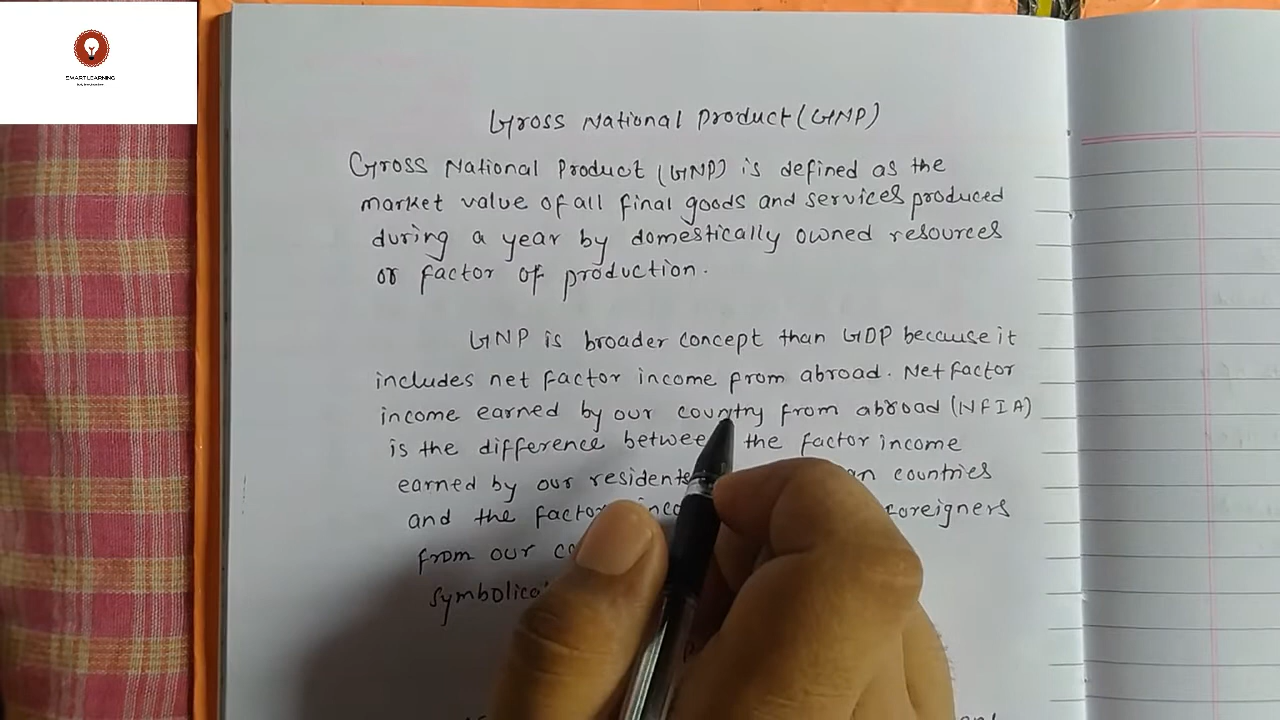 SMART LEARNING
Gross National Product (GNP)
Gross National Product (GNP) is defined as the
market value of all final goods and services produced
during a year by domestically owned resources
or factor of production.
GNP is broader concept than GDP because it
includes net factor income from abroad. Net factor
income earned by our country from abroad (NFIA)
is the difference between the factor income
earned by our residents countries
and the factor foreigners
from our